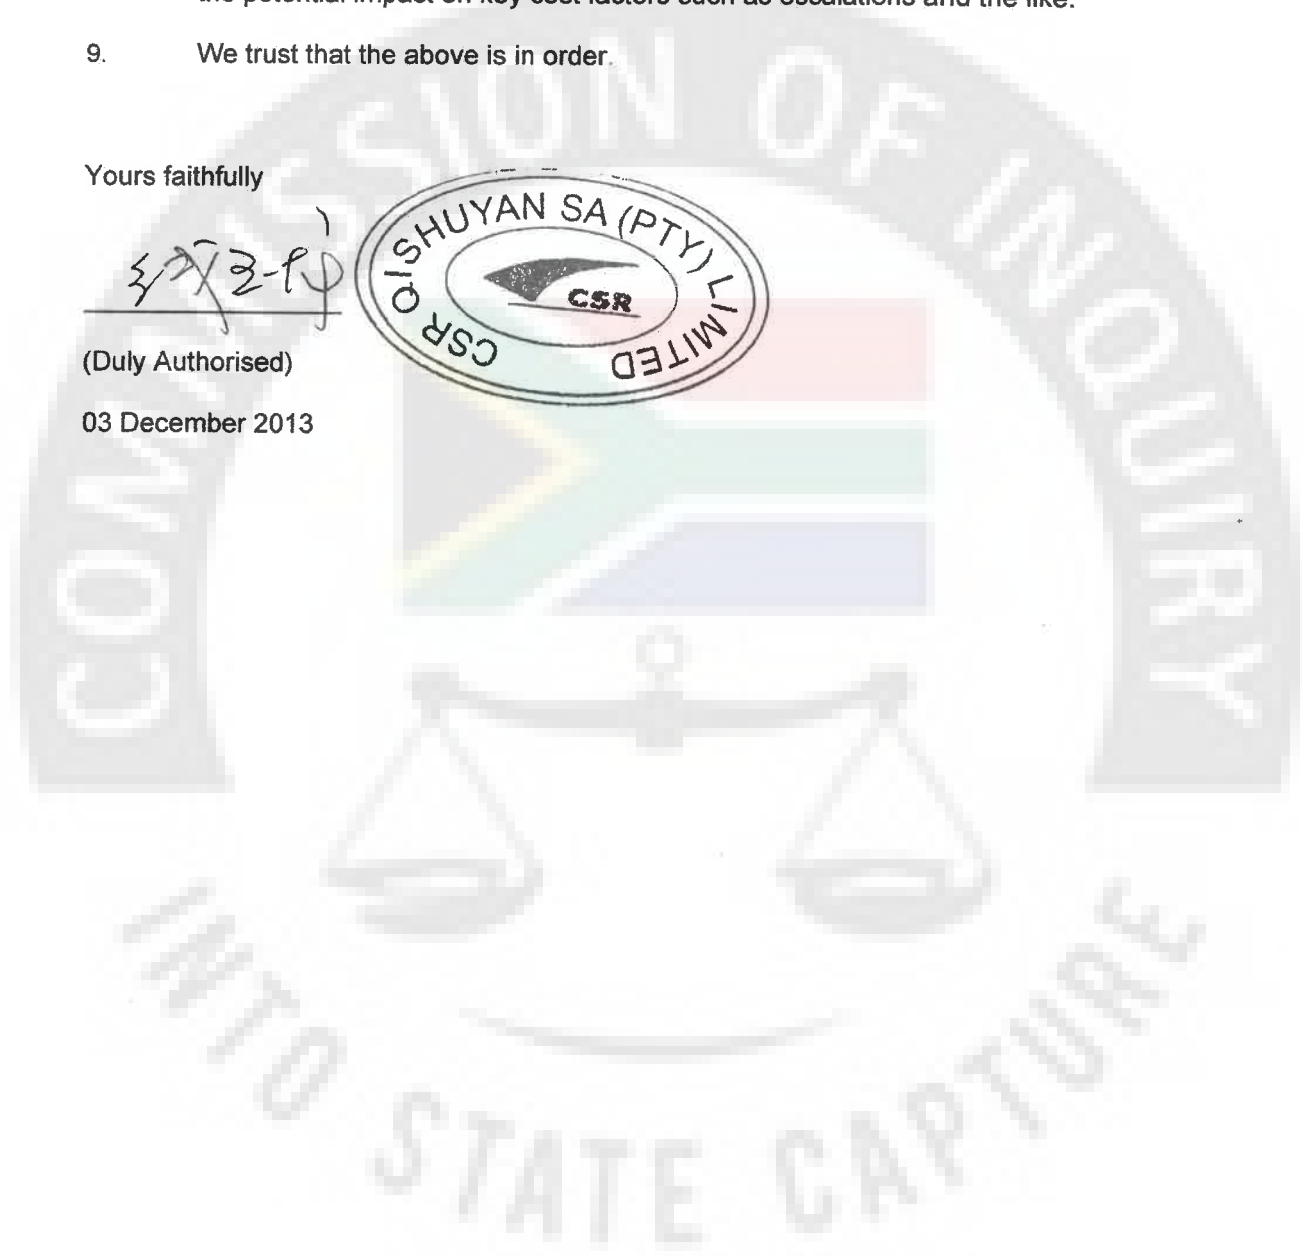 the potential impact on key cost factors such as escalations and the like.
9. We trust that the above is in order.
Yours faithfully
(Duly Authorised)
03 December 2013
CSR QISHUYAN SA (PTY) LIMITED
CSR
COMMISSION OF INQUIRY
INTO STATE CAPTURE